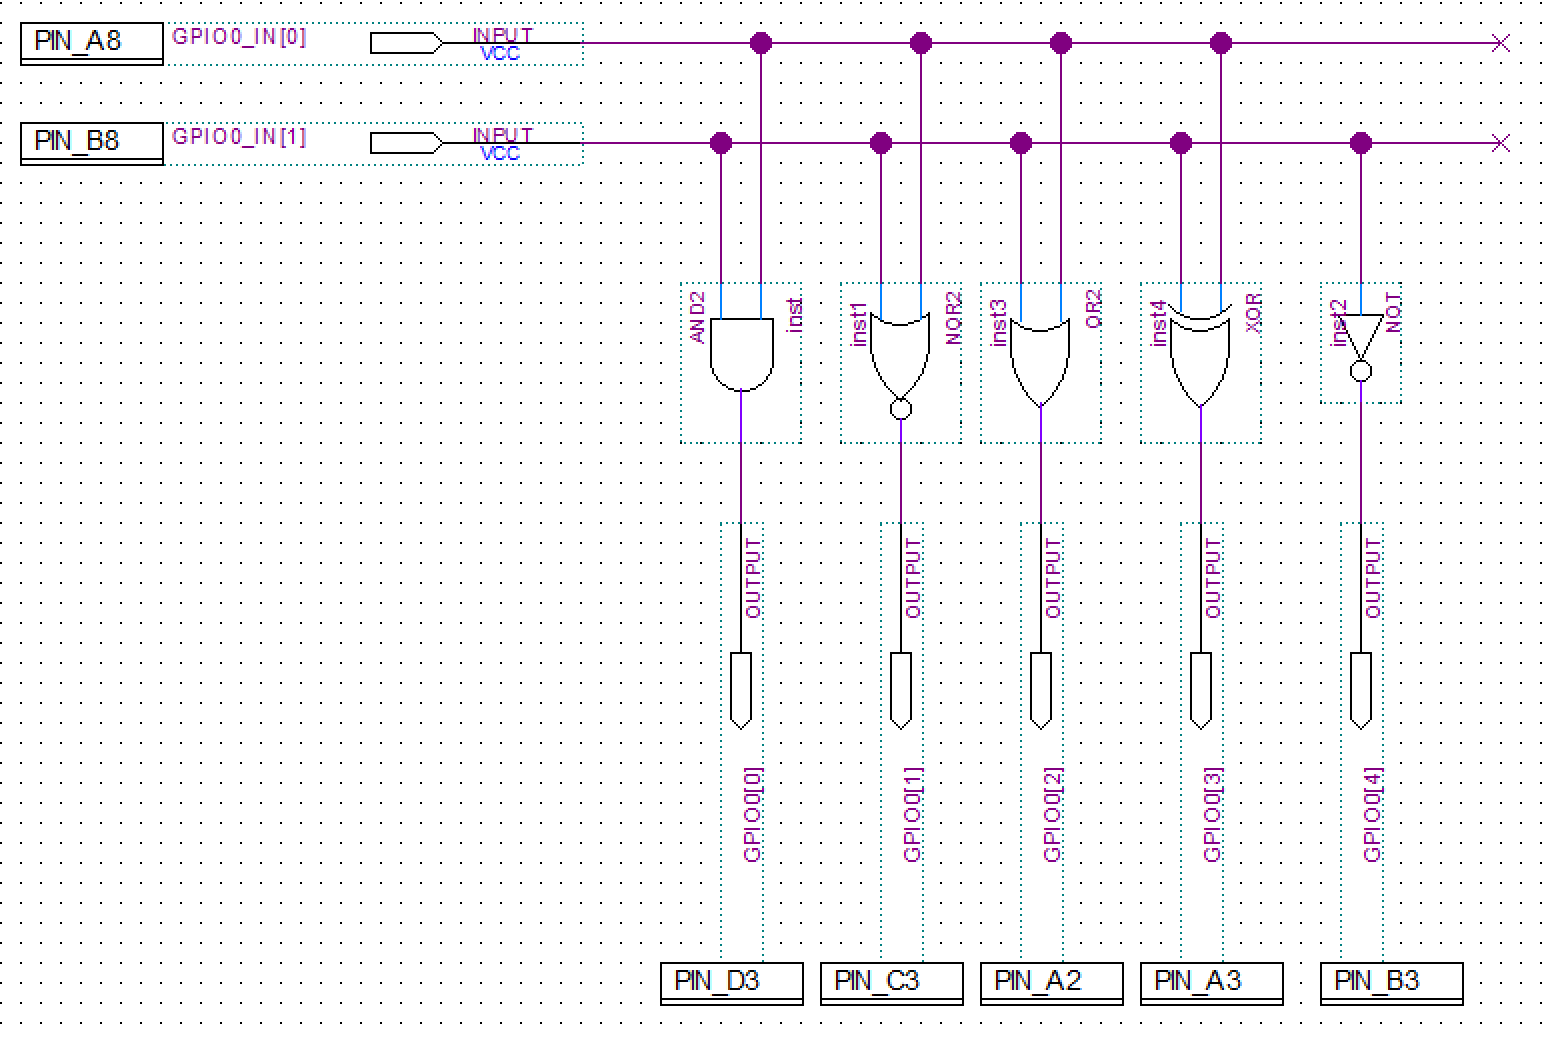 PIN_A8 GPIO0_IN[0] INPUT
VCC
PIN_B8 GPIO0_IN[1] INPUT
VCC
AND2 inst inst1 NOR2 inst3 OR2 inst4 XOR inst2 NOT
OUTPUT OUTPUT OUTPUT OUTPUT OUTPUT
GPIO0[0] GPIO0[1] GPIO0[2] GPIO0[3] GPIO0[4]
PIN_D3 PIN_C3 PIN_A2 PIN_A3 PIN_B3